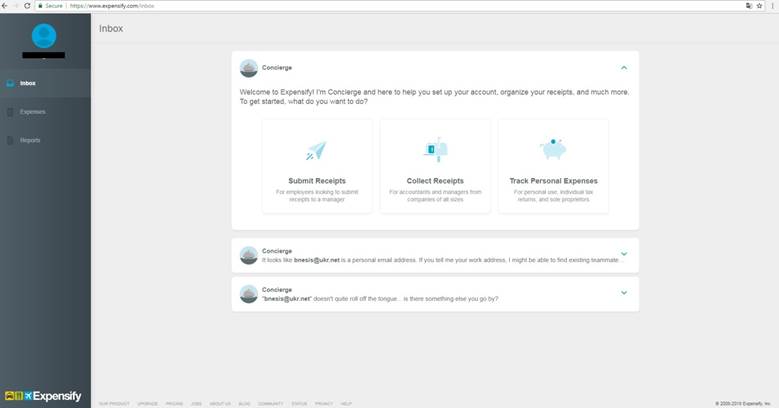 Secure | https://www.expensify.com/inbox
Inbox
Inbox
Expenses
Reports
Concierge
Welcome to Expensify! I'm Concierge and here to help you set up your account, organize your receipts, and much more.
To get started, what do you want to do?
Submit Receipts
For employees looking to submit
receipts to a manager
Collect Receipts
For accountants and managers from
companies of all sizes
Track Personal Expenses
For personal use, individual tax
returns, and sole proprietors
Concierge
It looks like bnesis@ukr.net is a personal email address. If you tell me your work address, I might be able to find existing teammate...
Concierge
"bnesis@ukr.net" doesn't quite roll off the tongue... is there something else you go by?
Expensify
OUR PRODUCT UPGRADE PRICING JOBS ABOUT US BLOG COMMUNITY STATUS PRIVACY HELP
© 2008-2018 Expensify, Inc.